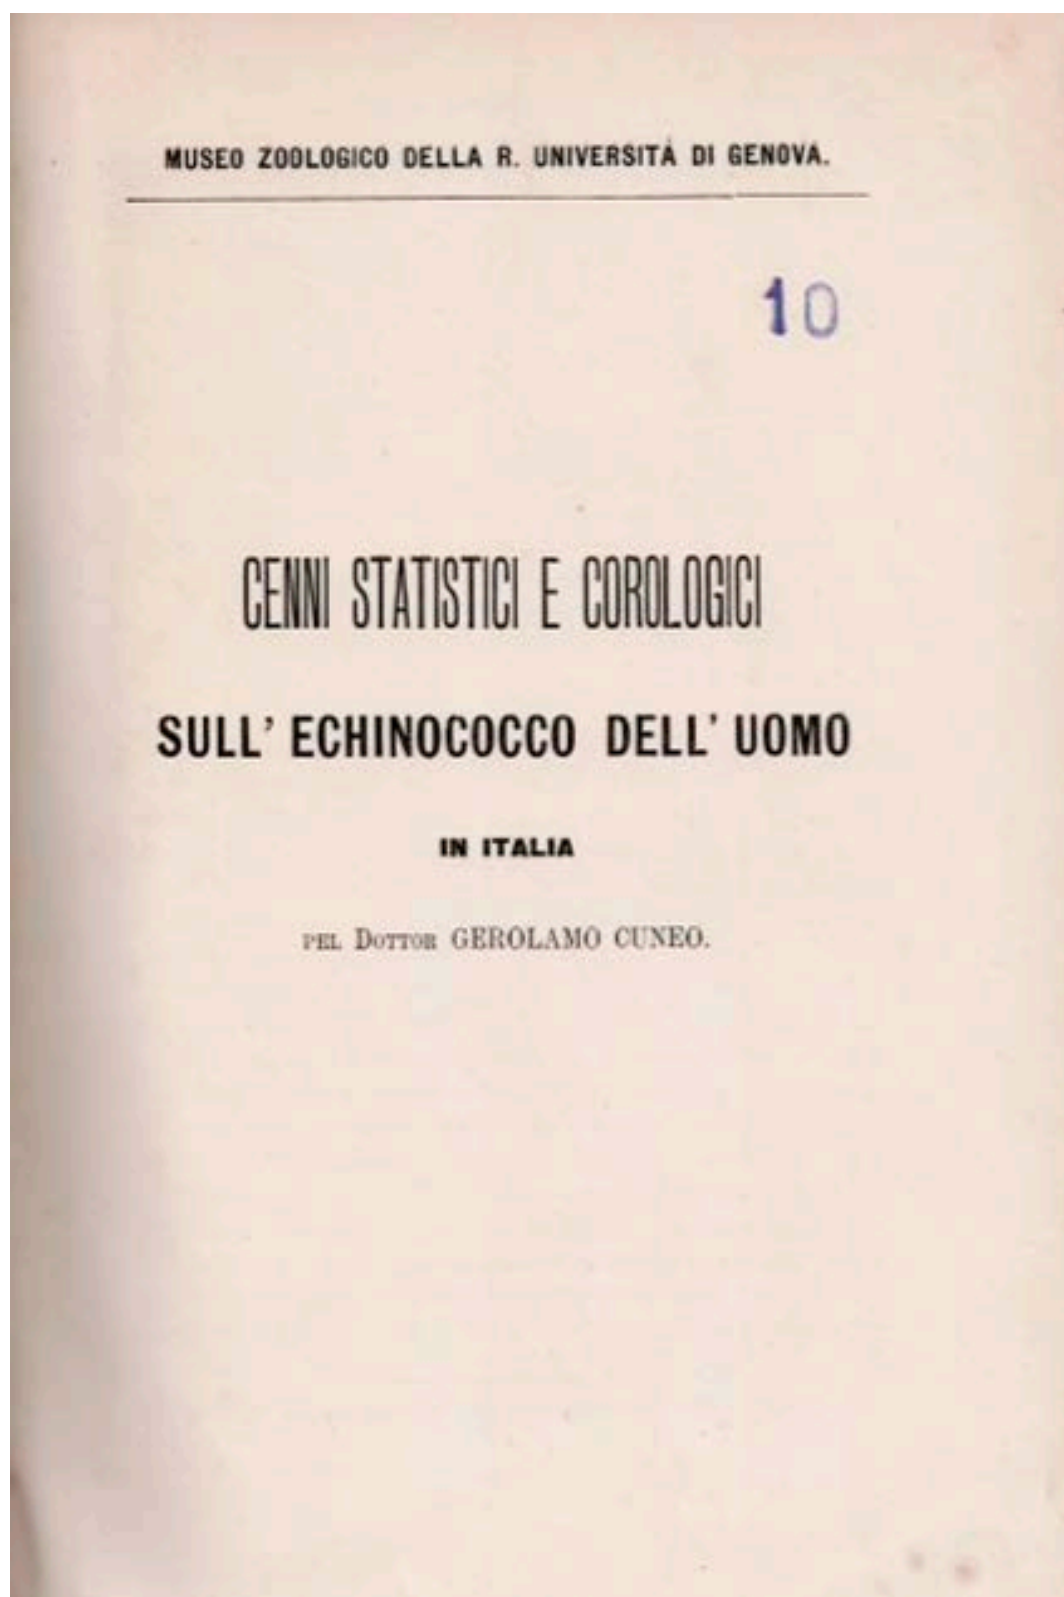 MUSEO ZOOLOGICO DELLA R. UNIVERSITÀ DI GENOVA.
10
CENNI STATISTICI E COROLOGICI
SULL' ECHINOCOCCO DELL' UOMO
IN ITALIA
PEL DOTTOR GEROLAMO CUNEO.